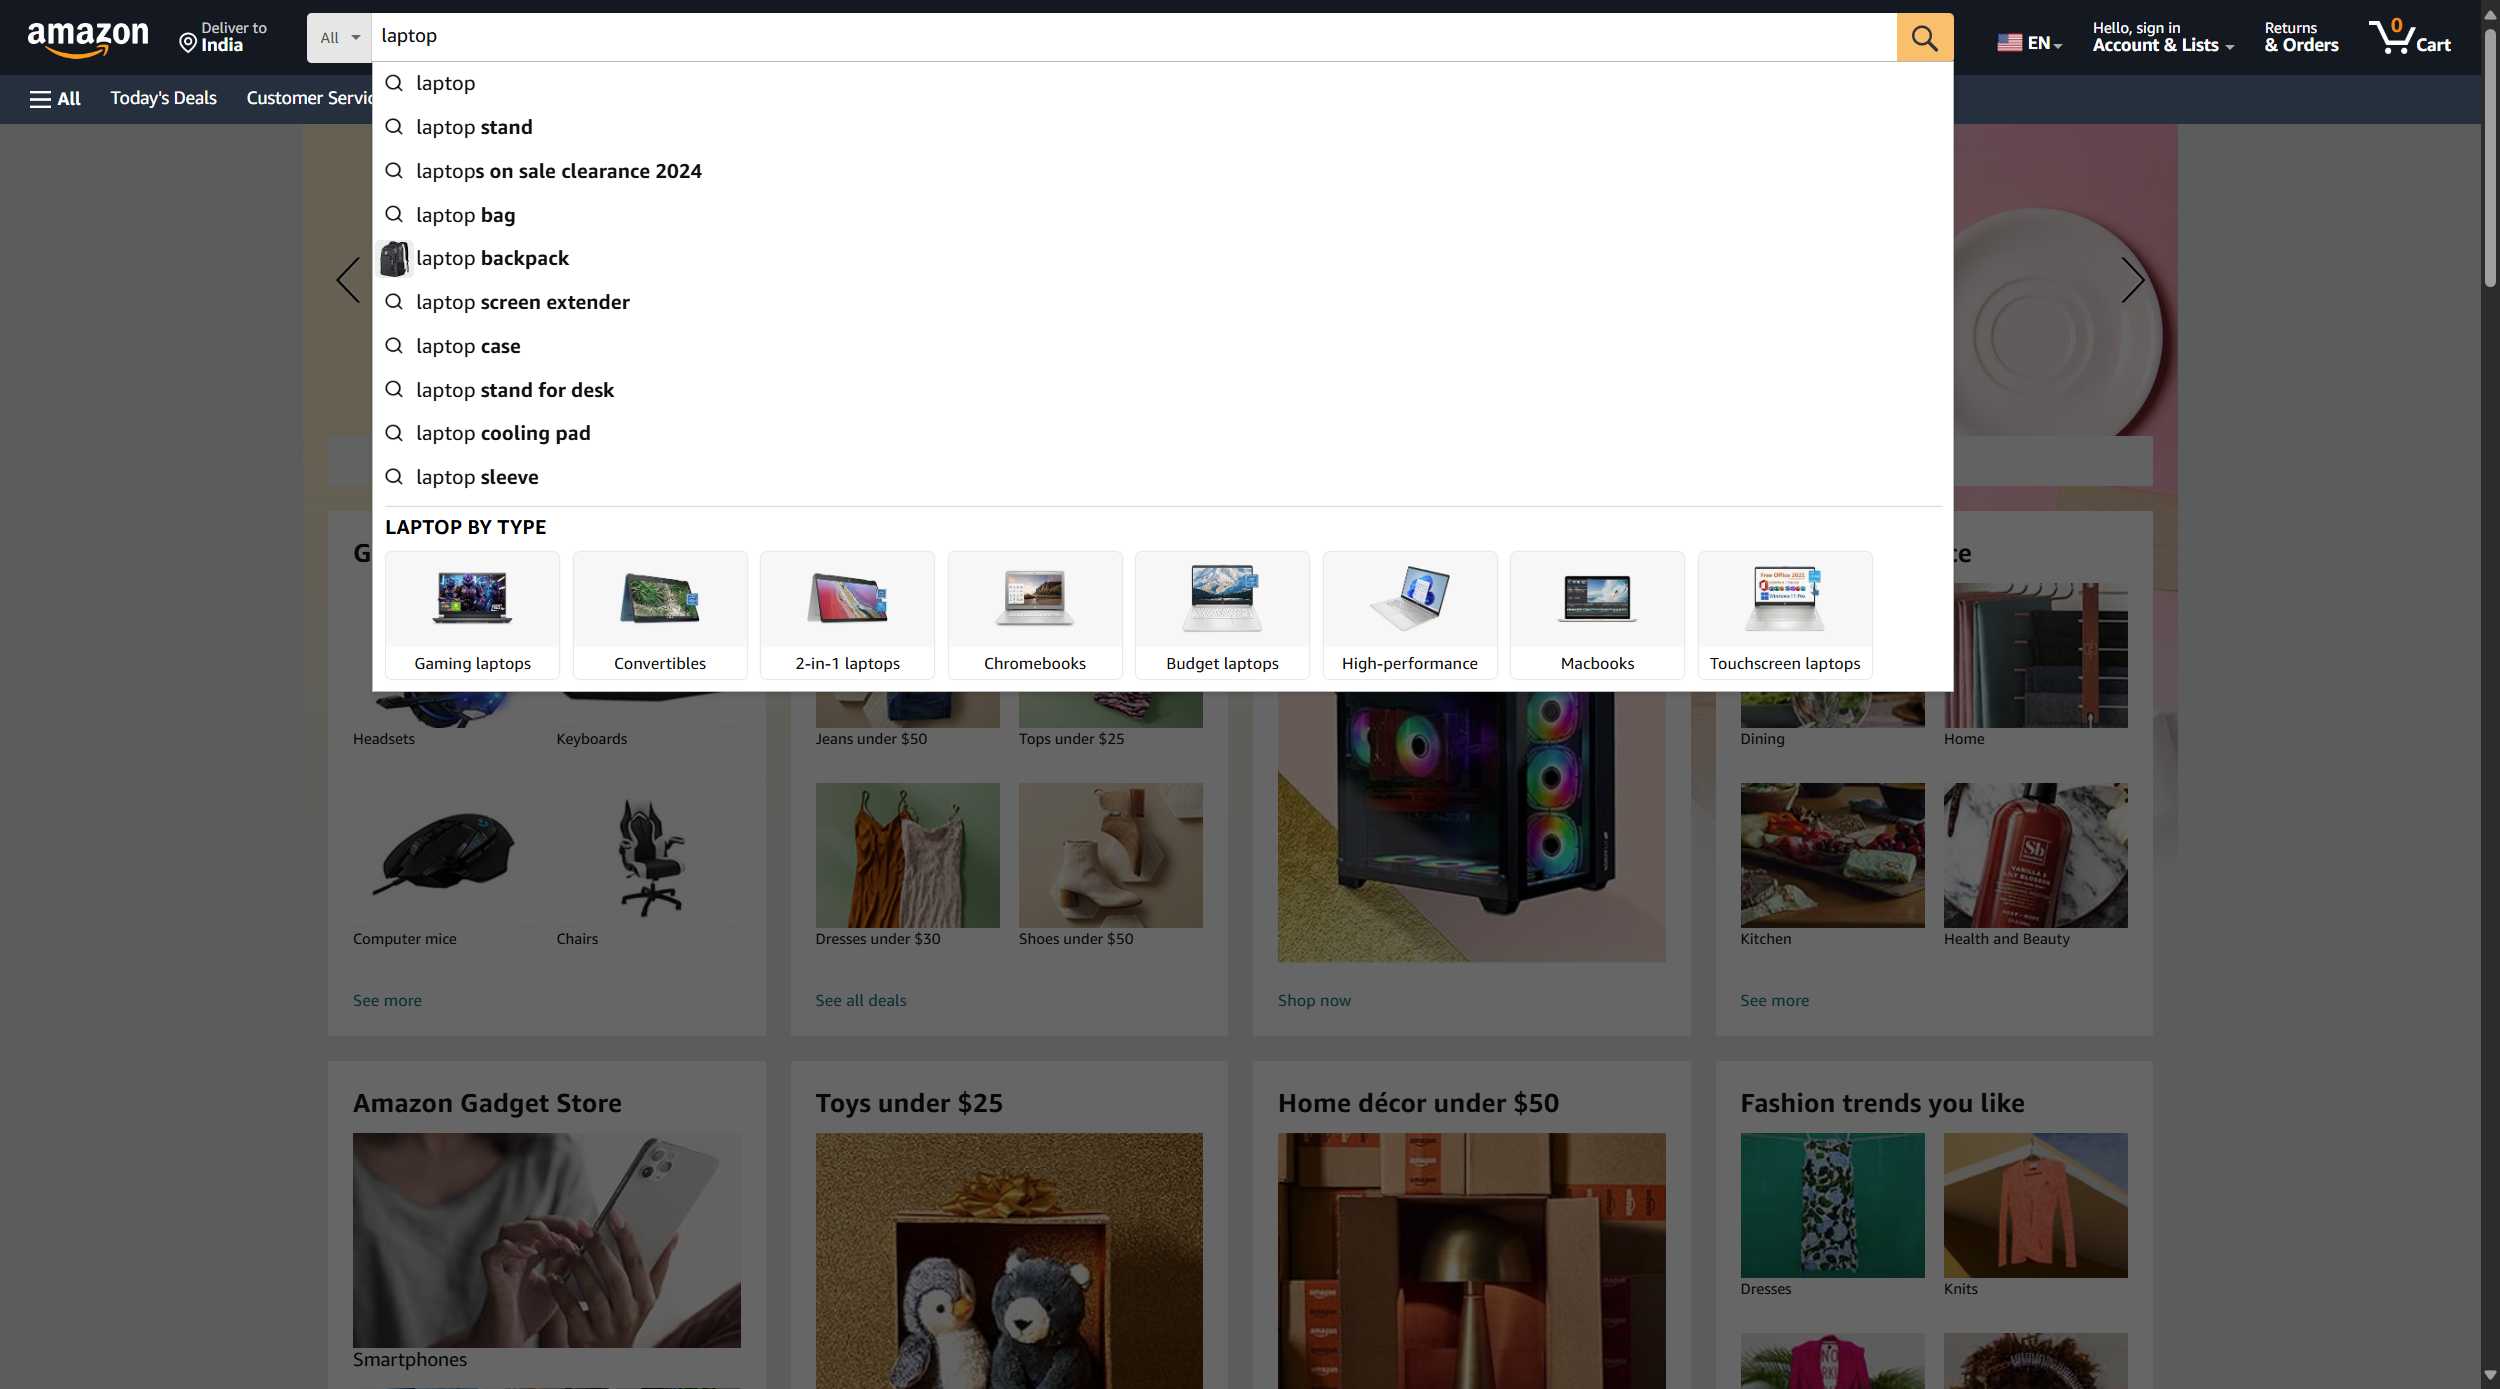 amazon
Deliver to
India
All
laptop
EN
Hello, sign in
Account & Lists
Returns
& Orders
0
Cart
All
Today's Deals
Customer Servic
laptop
laptop stand
laptops on sale clearance 2024
laptop bag
laptop backpack
laptop screen extender
laptop case
laptop stand for desk
laptop cooling pad
laptop sleeve
LAPTOP BY TYPE
Gaming laptops
Convertibles
2-in-1 laptops
Chromebooks
Budget laptops
High-performance
Macbooks
Touchscreen laptops
Headsets
Keyboards
Computer mice
Chairs
See more
Jeans under $50
Tops under $25
Dresses under $30
Shoes under $50
See all deals
Shop now
Dining
Home
Kitchen
Health and Beauty
See more
Amazon Gadget Store
Smartphones
Toys under $25
Home décor under $50
Fashion trends you like
Dresses
Knits